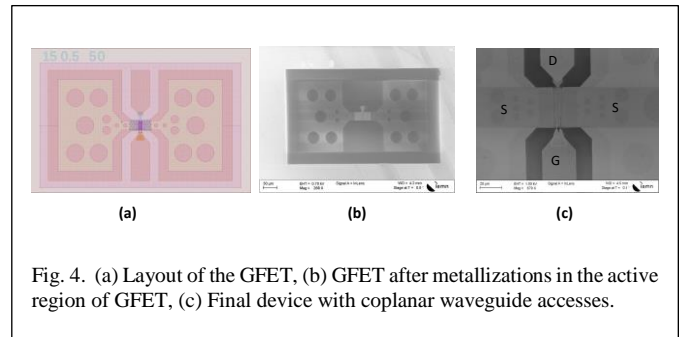 15 0.5 50
D
S
S
G
(a)
(b)
(c)
Fig. 4. (a) Layout of the GFET, (b) GFET after metallizations in the active
region of GFET, (c) Final device with coplanar waveguide accesses.